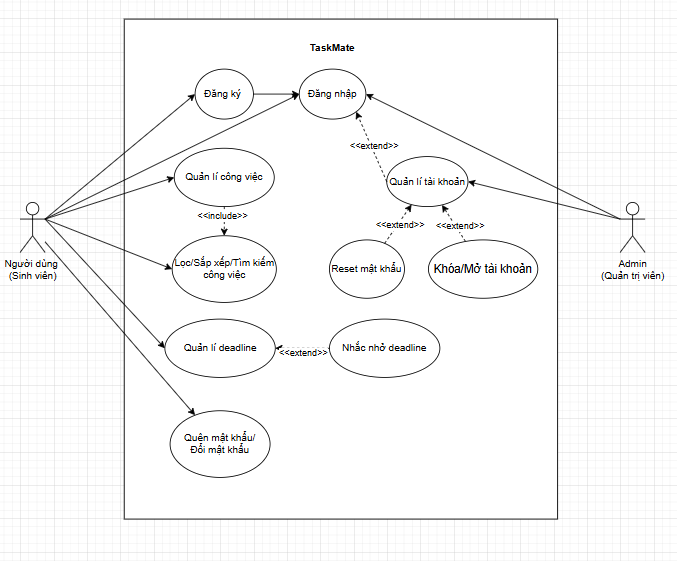 TaskMate
Đăng ký
Đăng nhập
<<extend>>
Quản lí công việc
Quản lí tài khoản
<<include>>
<<extend>>
<<extend>>
Người dùng
(Sinh viên)
Lọc/Sắp xếp/Tìm kiếm
công việc
Reset mật khẩu
Khóa/Mở tài khoản
Admin
(Quản trị viên)
Quản lí deadline
<<extend>>
Nhắc nhở deadline
Quên mật khẩu/
Đổi mật khẩu